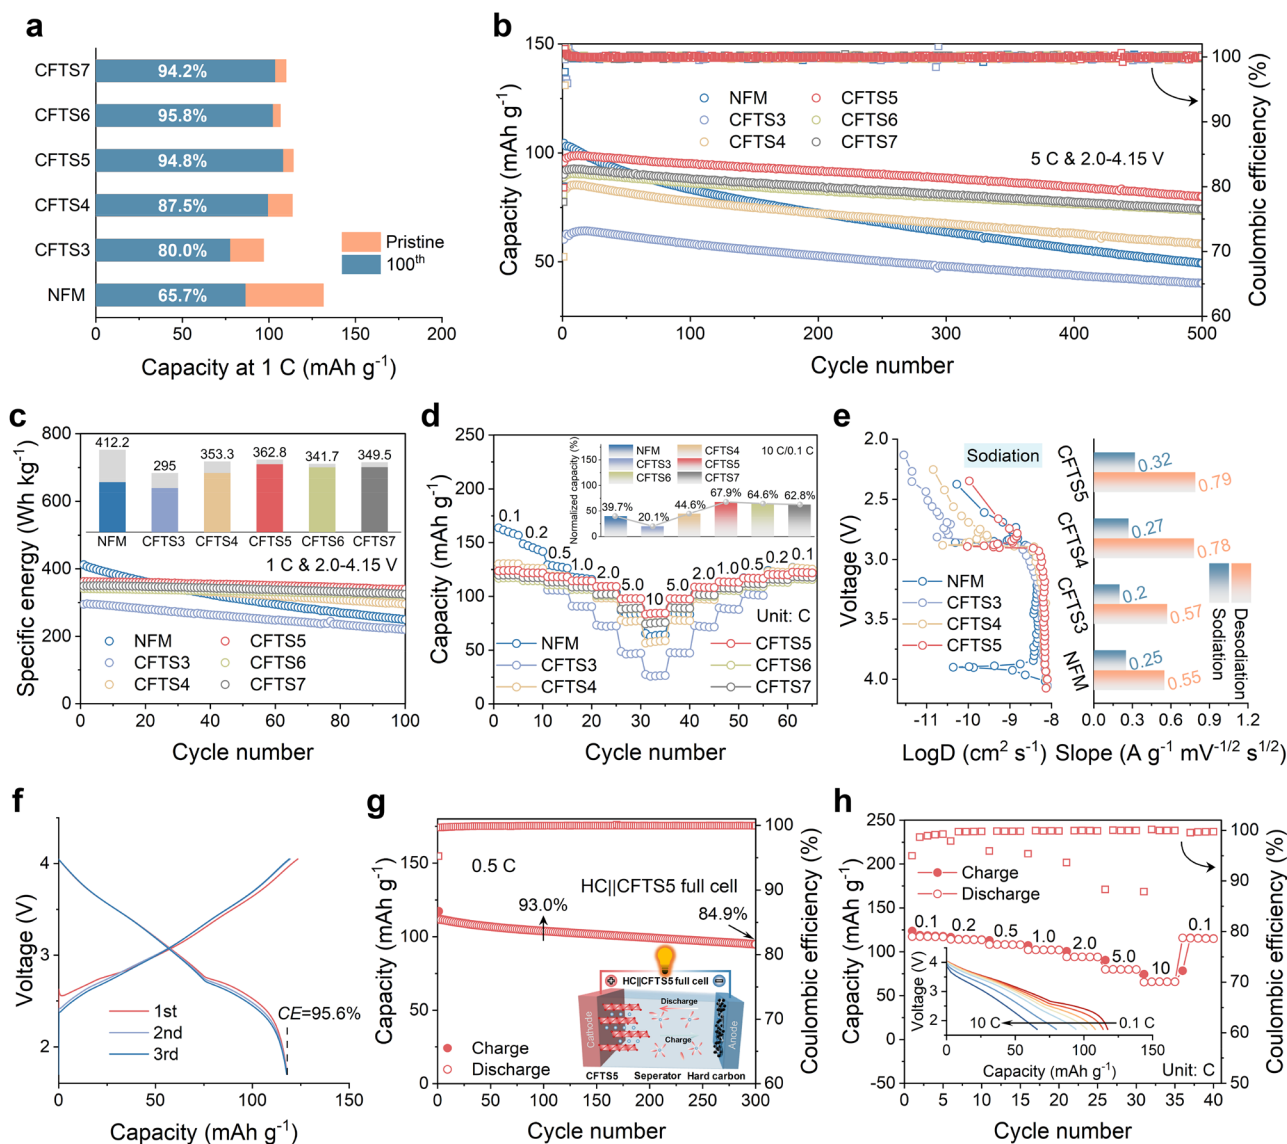 a
CFTS7
CFTS6
CFTS5
CFTS4
CFTS3
NFM
94.2%
95.8%
94.8%
87.5%
80.0%
65.7%
Pristine
100th
0 50 100 150 200
Capacity at 1 C (mAh g-1)
b
150
100
50
Capacity (mAh g-1)
NFM CFTS5
CFTS3 CFTS6
CFTS4 CFTS7
5 C & 2.0-4.15 V
100
90
80
70
60
Coulombic efficiency (%)
0 100 200 300 400 500
Cycle number
c
800
600
400
200
0
Specific energy (Wh kg-1)
412.2 295 353.3 362.8 341.7 349.5
NFM CFTS3 CFTS4 CFTS5 CFTS6 CFTS7
1 C & 2.0-4.15 V
NFM CFTS5
CFTS3 CFTS6
CFTS4 CFTS7
0 20 40 60 80 100
Cycle number
d
250
200
150
100
50
0
Capacity (mAh g-1)
Normalized capacity (%)
150
100
50
0
NFM CFTS4
CFTS3 CFTS5
CFTS6 CFTS7
10 C/0.1 C
39.7% 20.1% 44.6% 67.9% 64.6% 62.8%
0.1 0.2 0.5 1.0 2.0 5.0 10 5.0 2.0 1.0 0.5 0.2 0.1
Unit: C
NFM CFTS5
CFTS3 CFTS6
CFTS4 CFTS7
0 10 20 30 40 50 60
Cycle number
e
2.0
2.5
3.0
3.5
4.0
Voltage (V)
Sodiation
NFM
CFTS3
CFTS4
CFTS5
-11 -10 -9 -8
LogD (cm2 s-1)
CFTS5
CFTS4
CFTS3
NFM
0.32
0.79
0.27
0.78
0.2
0.57
0.25
0.55
Sodiation
Desodiation
0.0 0.3 0.6 0.9 1.2
Slope (A g-1 mV-1/2 s1/2)
f
4
3
2
Voltage (V)
1st
2nd
3rd
CE=95.6%
0 50 100 150
Capacity (mAh g-1)
g
150
100
50
0
Capacity (mAh g-1)
0.5 C
HC||CFTS5 full cell
93.0%
84.9%
HC||CFTS5 full cell
Discharge
Charge
Cathode
Anode
CFTS5 Seperator Hard carbon
Charge
Discharge
100
90
80
70
60
Coulombic efficiency (%)
0 50 100 150 200 250 300
Cycle number
h
250
200
150
100
50
0
-50
Capacity (mAh g-1)
Charge
Discharge
0.1 0.2 0.5 1.0 2.0 5.0 10 0.1
Voltage (V)
4
3
2
10 C 0.1 C
0 50 100 150
Capacity (mAh g-1)
Unit: C
100
90
80
70
60
50
Coulombic efficiency (%)
0 5 10 15 20 25 30 35 40
Cycle number